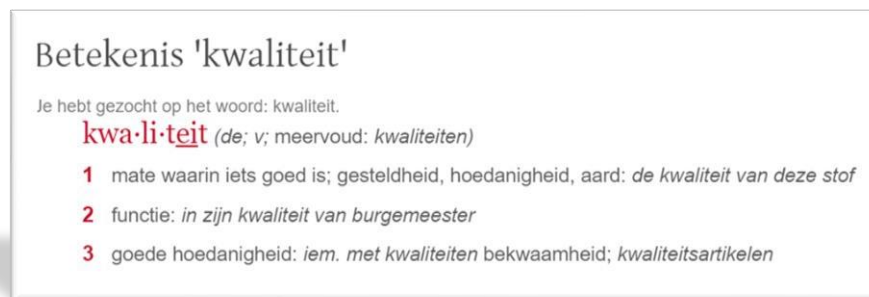 Betekenis 'kwaliteit'
Je hebt gezocht op het woord: kwaliteit.
kwa·li·teit (de; v; meervoud: kwaliteiten)
1 mate waarin iets goed is; gesteldheid, hoedanigheid, aard: de kwaliteit van deze stof
2 functie: in zijn kwaliteit van burgemeester
3 goede hoedanigheid: iem. met kwaliteiten bekwaamheid; kwaliteitsartikelen